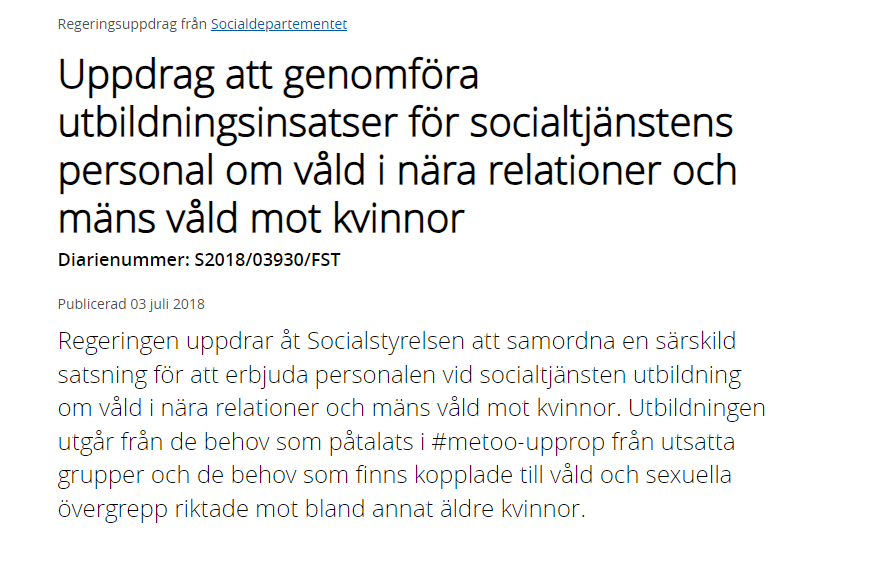 Regeringsuppdrag från Socialdepartementet
Uppdrag att genomföra
utbildningsinsatser för socialtjänstens
personal om våld i nära relationer och
mäns våld mot kvinnor
Diarienummer: S2018/03930/FST
Publicerad 03 juli 2018
Regeringen uppdrar åt Socialstyrelsen att samordna en särskild
satsning för att erbjuda personalen vid socialtjänsten utbildning
om våld i nära relationer och mäns våld mot kvinnor. Utbildningen
utgår från de behov som påtalats i #metoo-upprop från utsatta
grupper och de behov som finns kopplade till våld och sexuella
övergrepp riktade mot bland annat äldre kvinnor.